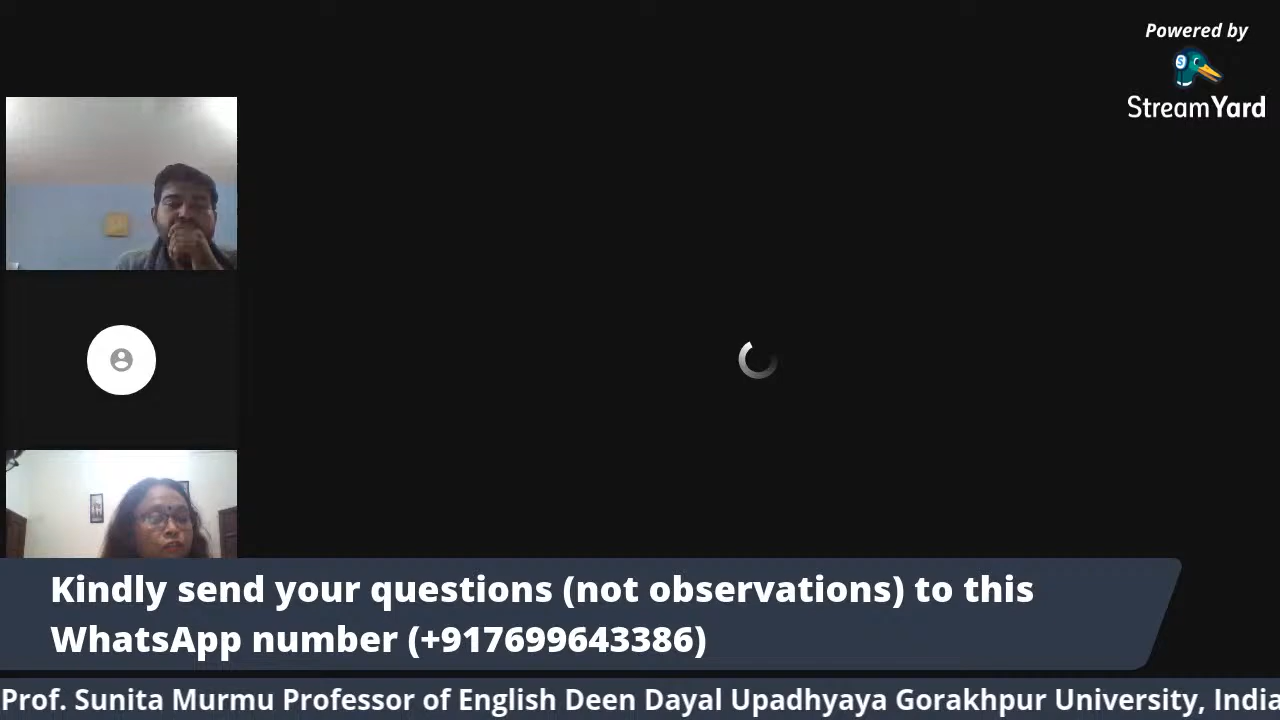 Powered by
StreamYard
Kindly send your questions (not observations) to this
WhatsApp number (+917699643386)
Prof. Sunita Murmu Professor of English Deen Dayal Upadhyaya Gorakhpur University, India